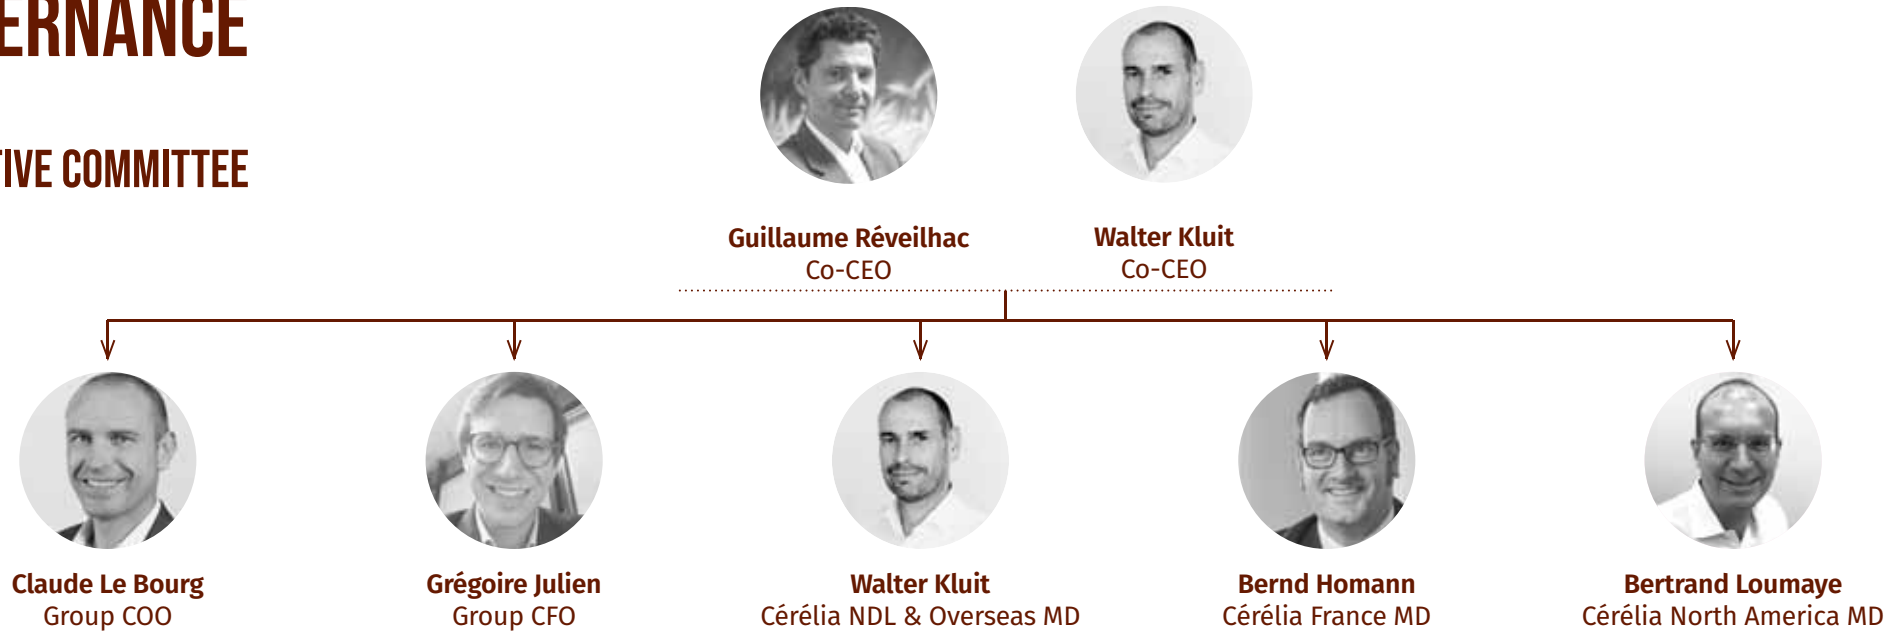 ERNANCE
TIVE COMMITTEE
Guillaume Réveilhac
Co-CEO
Walter Kluit
Co-CEO
Claude Le Bourg
Group COO
Grégoire Julien
Group CFO
Walter Kluit
Cérélia NDL & Overseas MD
Bernd Homann
Cérélia France MD
Bertrand Loumaye
Cérélia North America MD